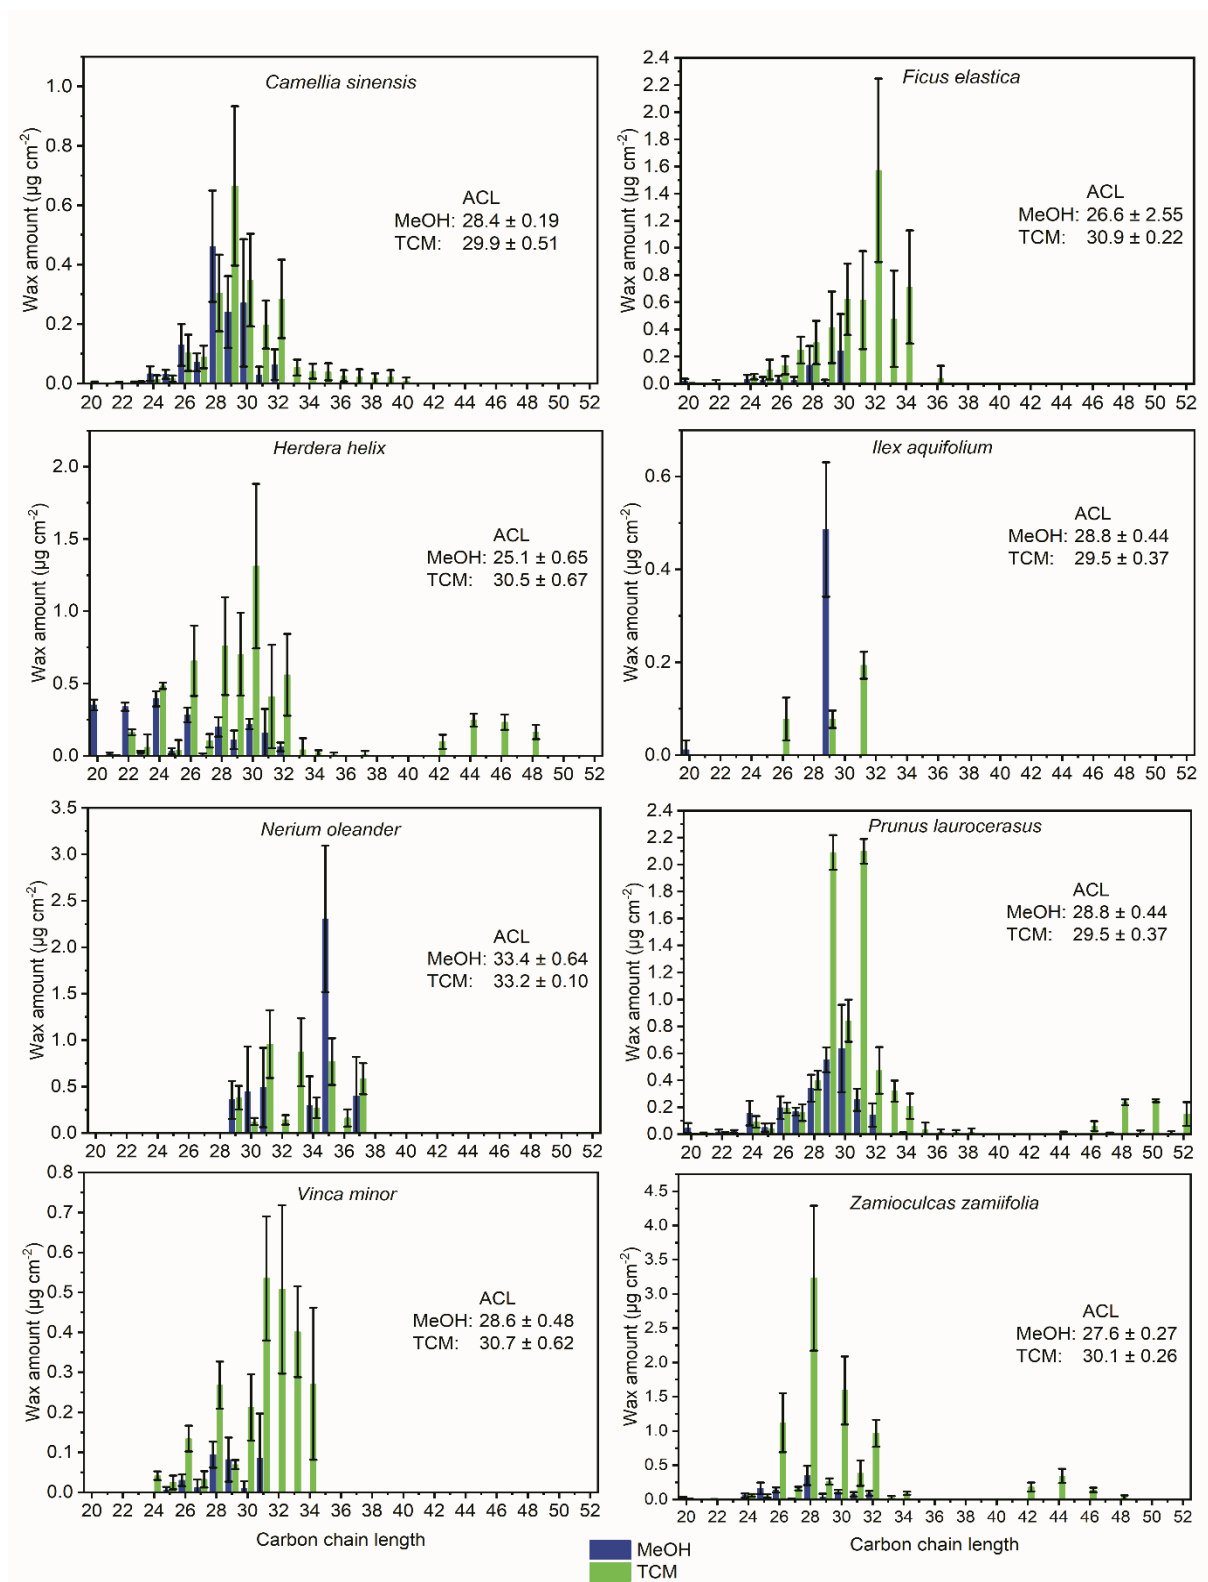 Camellia sinensis
Wax amount (µg cm⁻²)
1.0
0.8
0.6
0.4
0.2
0.0
ACL
MeOH: 28.4 ± 0.19
TCM: 29.9 ± 0.51
20 22 24 26 28 30 32 34 36 38 40 42 44 46 48 50 52
Ficus elastica
Wax amount (µg cm⁻²)
2.4
2.2
2.0
1.8
1.6
1.4
1.2
1.0
0.8
0.6
0.4
0.2
0.0
ACL
MeOH: 26.6 ± 2.55
TCM: 30.9 ± 0.22
20 22 24 26 28 30 32 34 36 38 40 42 44 46 48 50 52
Herdera helix
Wax amount (µg cm⁻²)
2.0
1.5
1.0
0.5
0.0
ACL
MeOH: 25.1 ± 0.65
TCM: 30.5 ± 0.67
20 22 24 26 28 30 32 34 36 38 40 42 44 46 48 50 52
Ilex aquifolium
Wax amount (µg cm⁻²)
0.6
0.4
0.2
0.0
ACL
MeOH: 28.8 ± 0.44
TCM: 29.5 ± 0.37
20 22 24 26 28 30 32 34 36 38 40 42 44 46 48 50 52
Nerium oleander
Wax amount (µg cm⁻²)
3.5
3.0
2.5
2.0
1.5
1.0
0.5
0.0
ACL
MeOH: 33.4 ± 0.64
TCM: 33.2 ± 0.10
20 22 24 26 28 30 32 34 36 38 40 42 44 46 48 50 52
Prunus laurocerasus
Wax amount (µg cm⁻²)
2.4
2.2
2.0
1.8
1.6
1.4
1.2
1.0
0.8
0.6
0.4
0.2
0.0
ACL
MeOH: 28.8 ± 0.44
TCM: 29.5 ± 0.37
20 22 24 26 28 30 32 34 36 38 40 42 44 46 48 50 52
Vinca minor
Wax amount (µg cm⁻²)
0.8
0.7
0.6
0.5
0.4
0.3
0.2
0.1
0.0
ACL
MeOH: 28.6 ± 0.48
TCM: 30.7 ± 0.62
20 22 24 26 28 30 32 34 36 38 40 42 44 46 48 50 52
Carbon chain length
Zamioculcas zamiifolia
Wax amount (µg cm⁻²)
4.5
4.0
3.5
3.0
2.5
2.0
1.5
1.0
0.5
0.0
ACL
MeOH: 27.6 ± 0.27
TCM: 30.1 ± 0.26
20 22 24 26 28 30 32 34 36 38 40 42 44 46 48 50 52
Carbon chain length
MeOH
TCM